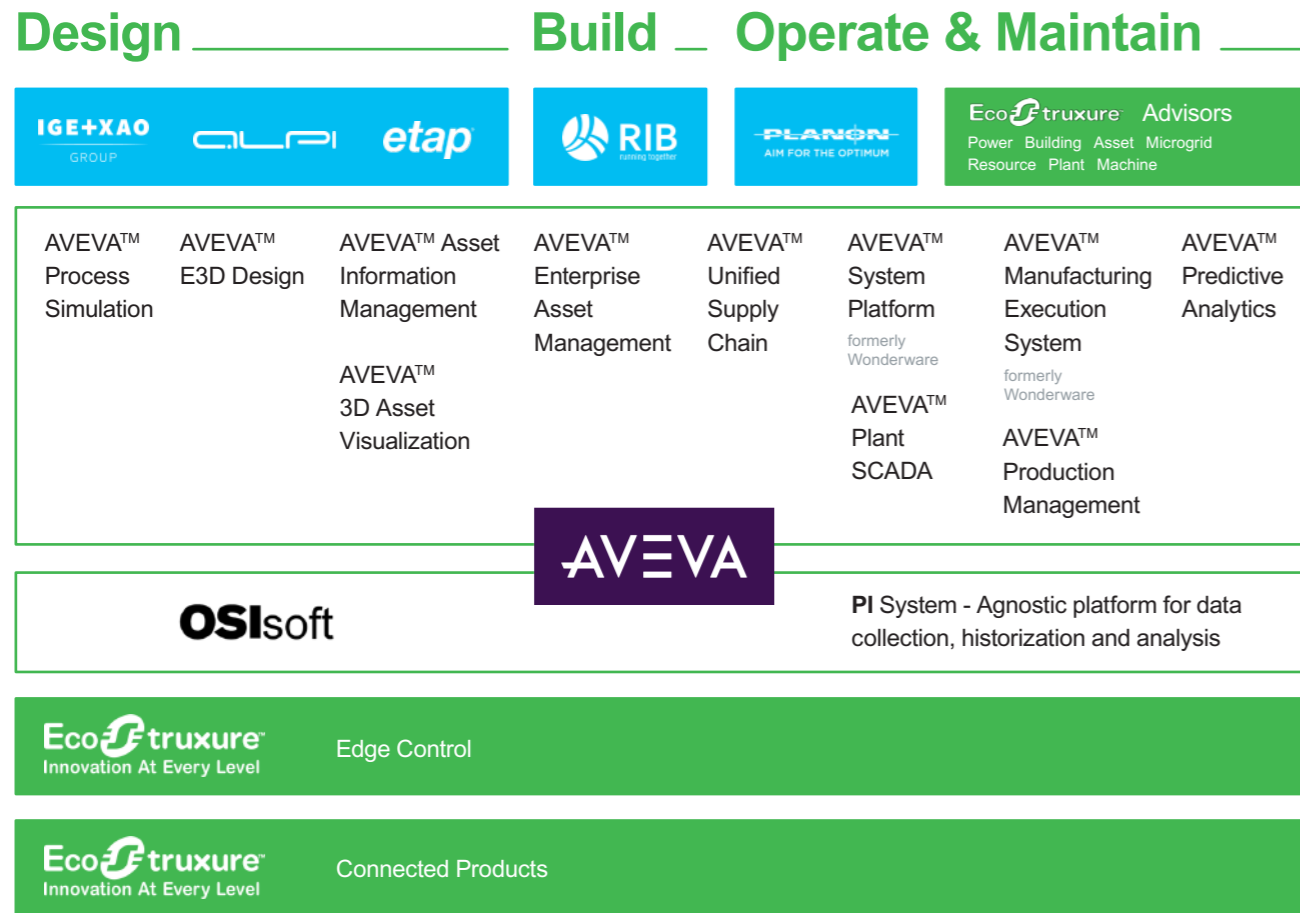 Design
Build
Operate & Maintain
IGE+XAO
GROUP
ALPI
etap
RIB
running together
PLANON
AIM FOR THE OPTIMUM
EcoStruxure™ Advisors
Power Building Asset Microgrid
Resource Plant Machine
AVEVA™
Process
Simulation
AVEVA™
E3D Design
AVEVA™ Asset
Information
Management
AVEVA™
3D Asset
Visualization
AVEVA™
Enterprise
Asset
Management
AVEVA™
Unified
Supply
Chain
AVEVA™
System
Platform
formerly
Wonderware
AVEVA™
Plant
SCADA
AVEVA™
Manufacturing
Execution
System
formerly
Wonderware
AVEVA™
Production
Management
AVEVA™
Predictive
Analytics
AVEVA
OSIsoft
PI System - Agnostic platform for data
collection, historization and analysis
EcoStruxure™
Innovation At Every Level
Edge Control
EcoStruxure™
Innovation At Every Level
Connected Products